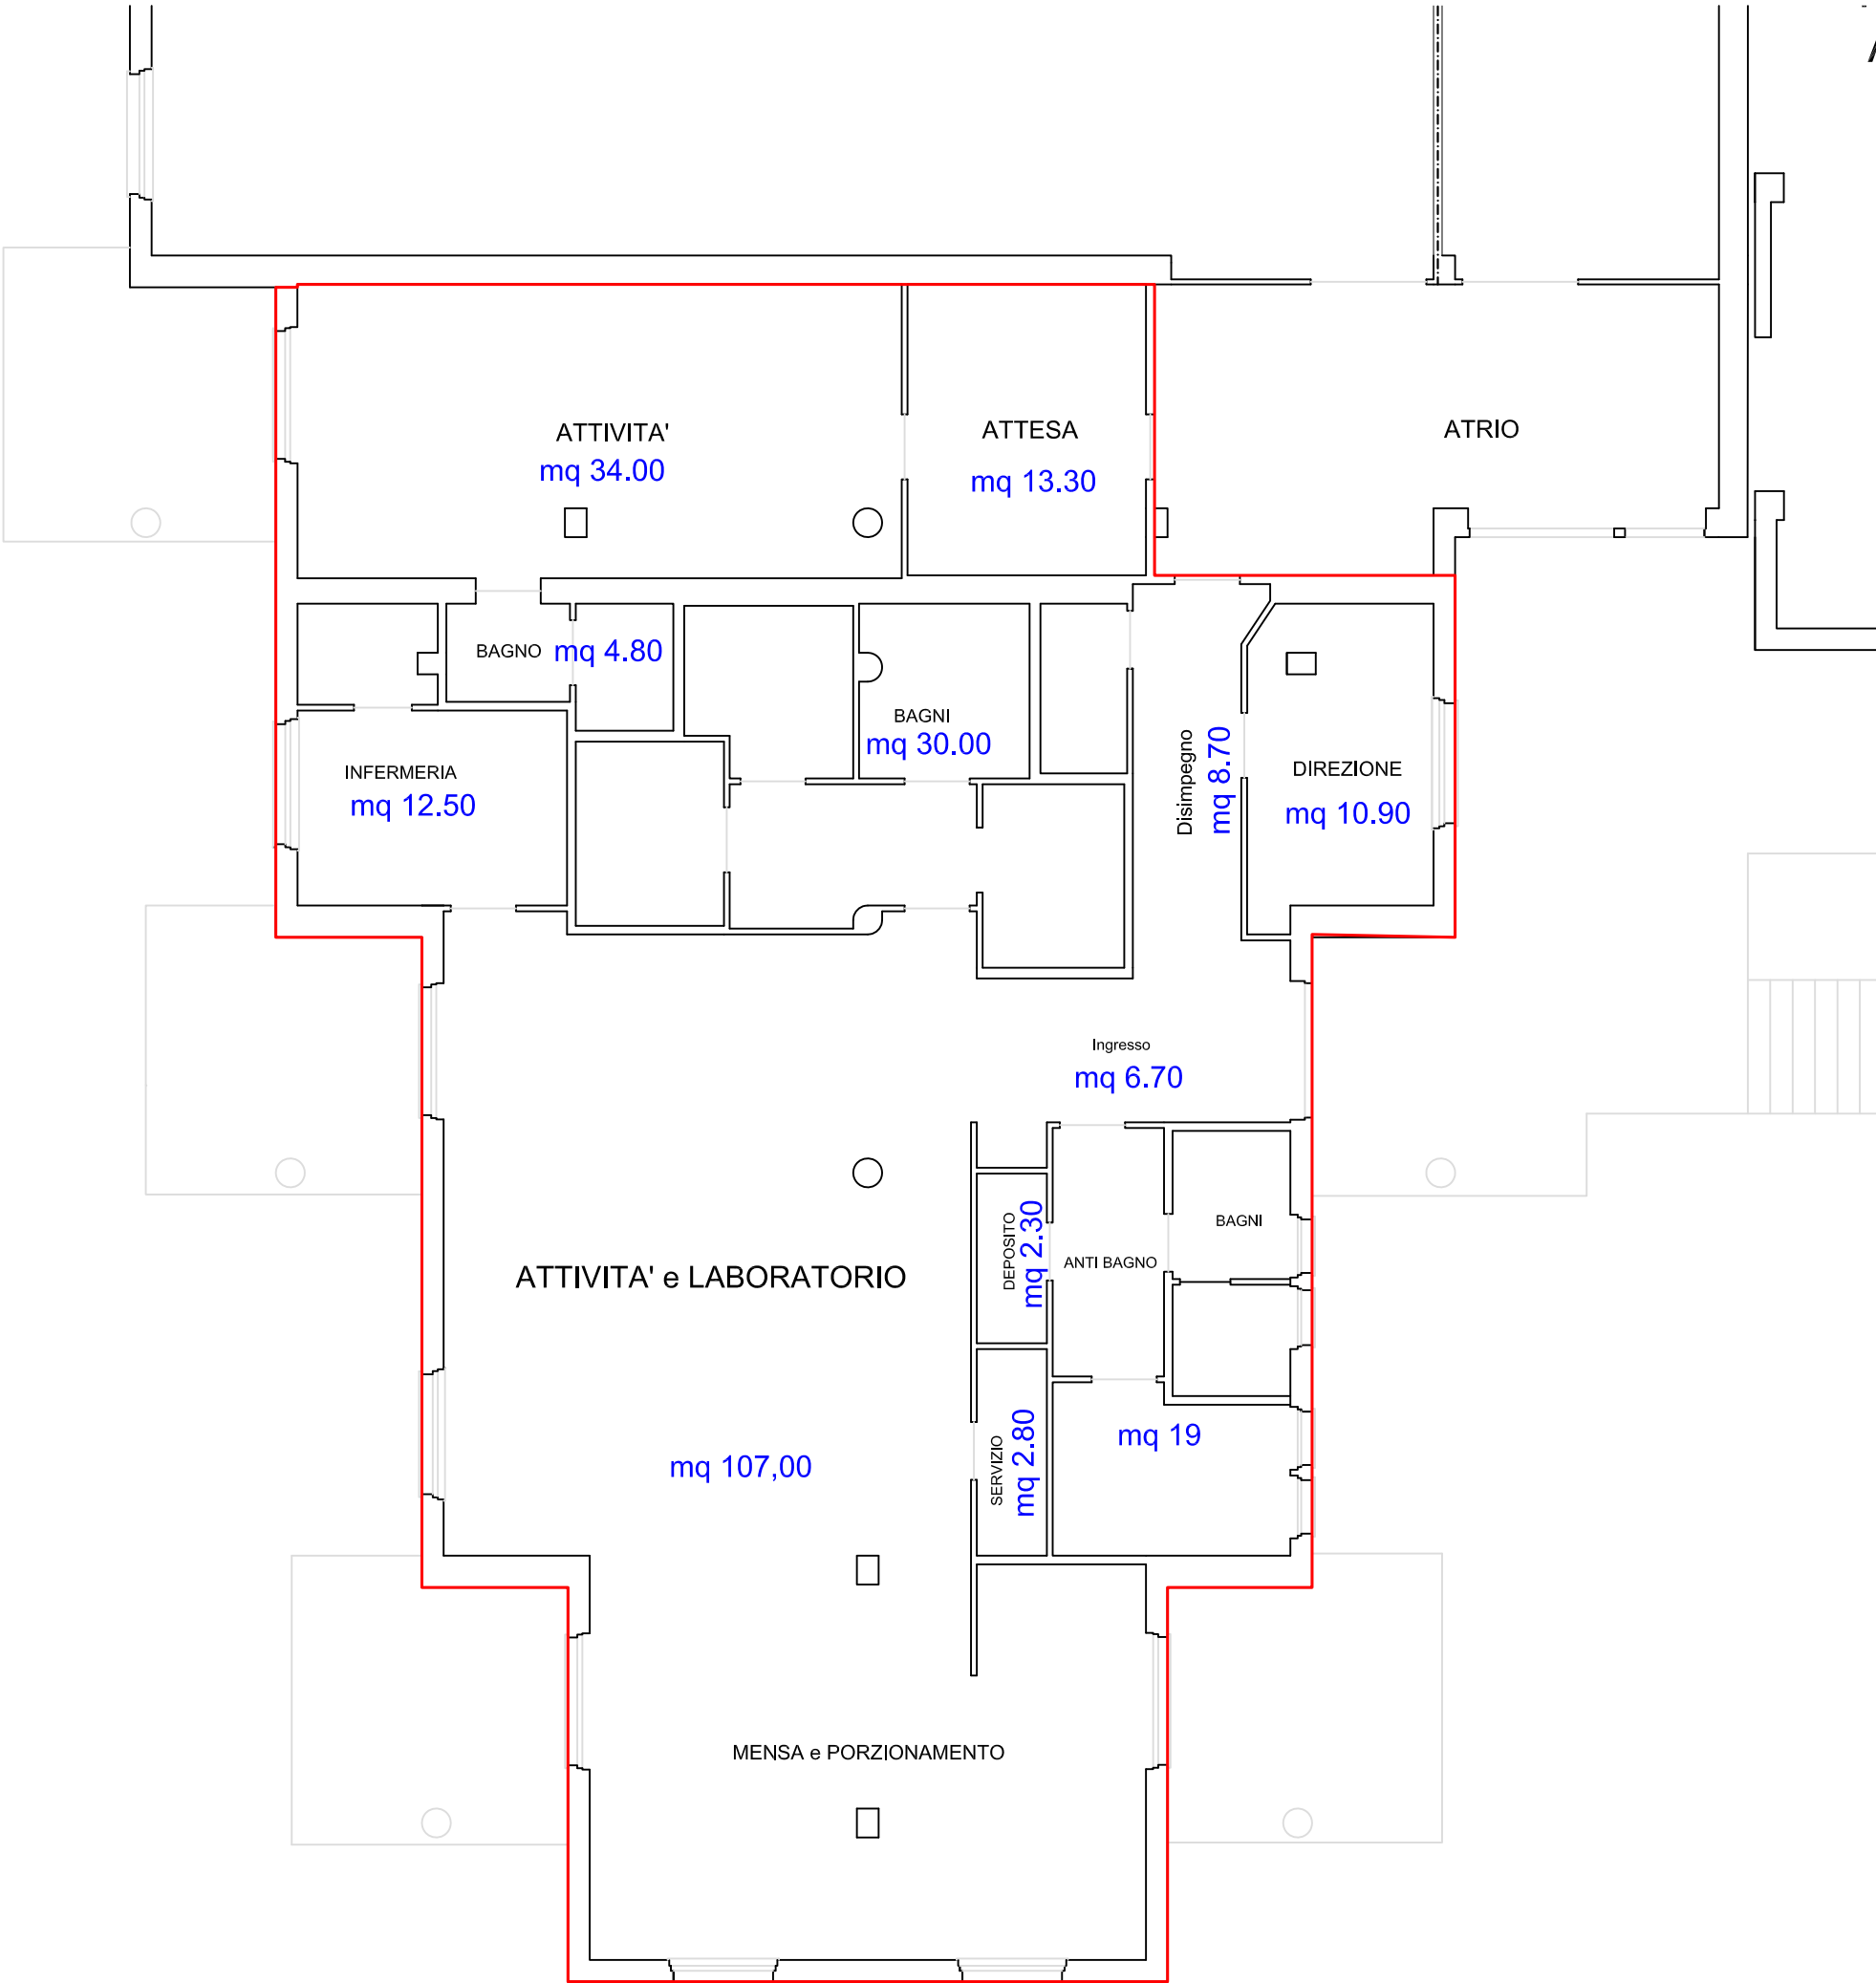 ATTIVITA'
mq 34.00
ATTESA
mq 13.30
ATRIO
BAGNO
mq 4.80
BAGNI
mq 30.00
INFERMERIA
mq 12.50
Disimpegno
mq 8.70
DIREZIONE
mq 10.90
Ingresso
mq 6.70
DEPOSITO
mq 2.30
ANTI BAGNO
BAGNI
ATTIVITA' e LABORATORIO
mq 107,00
SERVIZIO
mq 2.80
mq 19
MENSA e PORZIONAMENTO